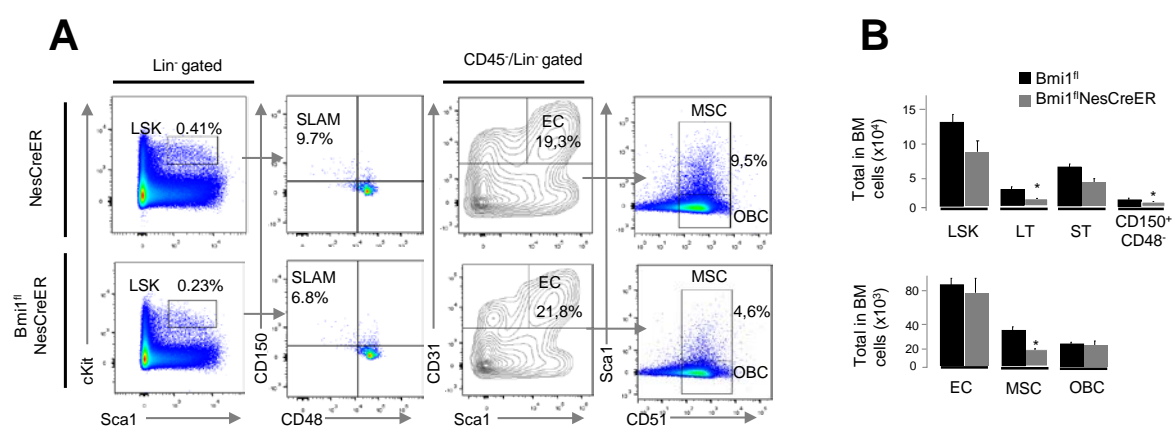 A
B
Lin- gated
CD45-/Lin- gated
NesCreER
LSK 0.41%
SLAM
9.7%
EC
19,3%
MSC
9,5%
OBC
Bmi1fl
NesCreER
LSK 0.23%
SLAM
6.8%
EC
21,8%
MSC
4,6%
OBC
cKit
CD150
CD31
Sca1
Sca1
CD48
Sca1
CD51
Bmi1fl
Bmi1flNesCreER
Total in BM
cells (x10⁴)
15
10
5
0
*
*
LSK LT ST CD150+
CD48-
Total in BM
cells (x10³)
80
40
20
0
*
EC MSC OBC